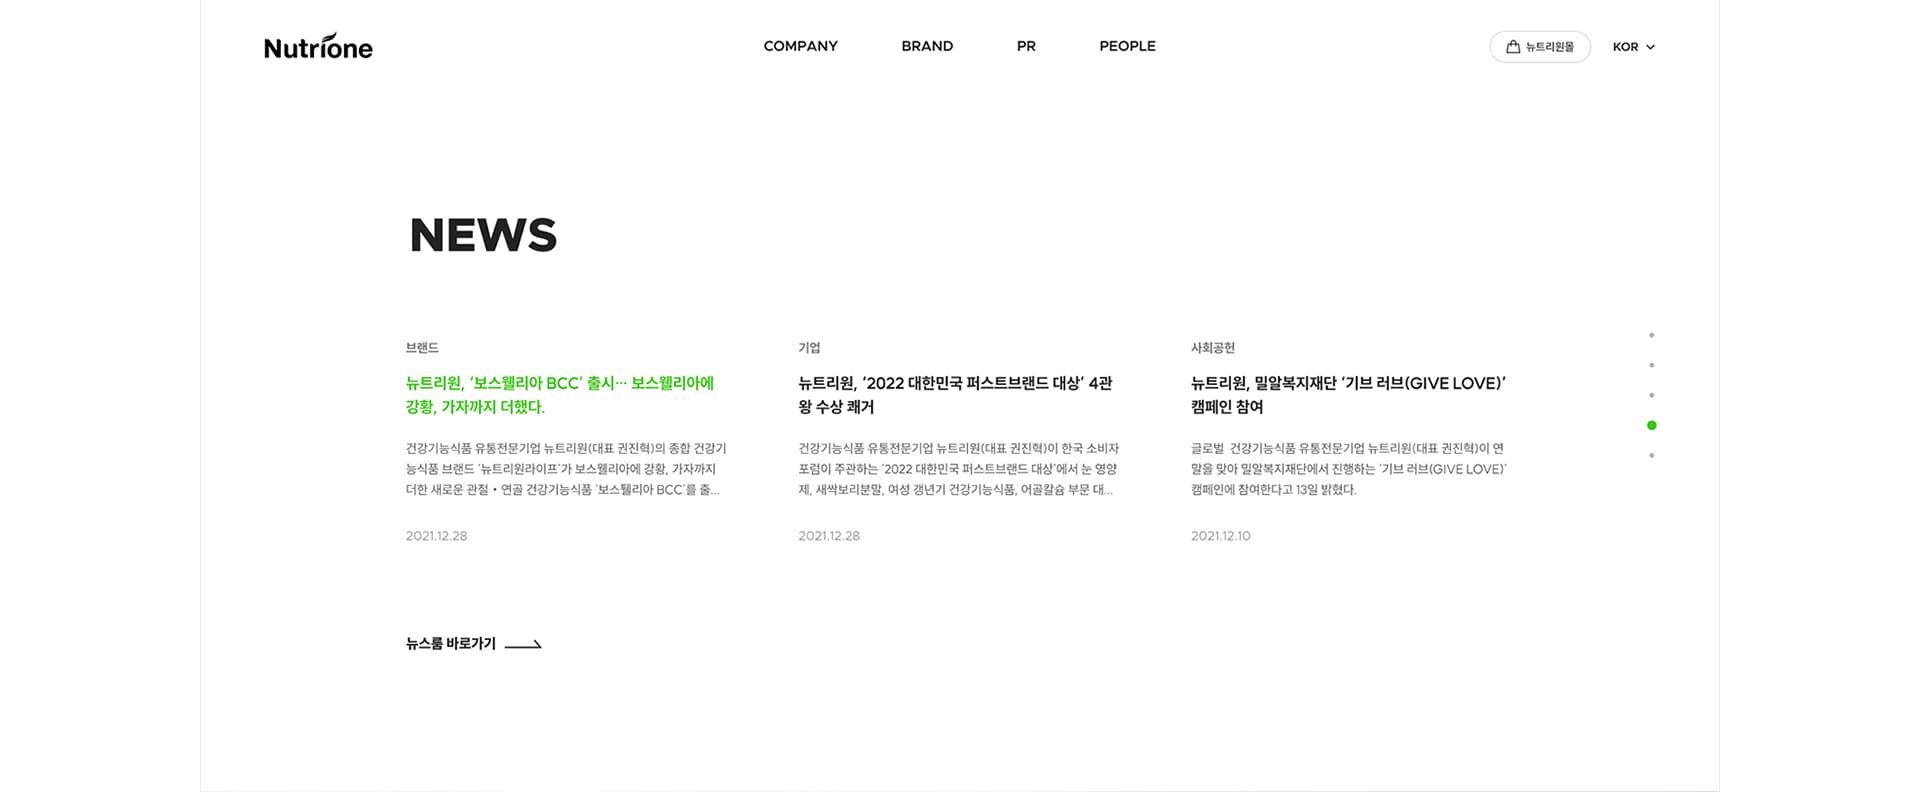 Nutrione
COMPANY
BRAND
PR
PEOPLE
뉴트리원몰
KOR
NEWS
브랜드
뉴트리원, ‘보스웰리아 BCC’ 출시··· 보스웰리아에
강황, 가자까지 더했다.
건강기능식품 유통전문기업 뉴트리원(대표 권진혁)의 종합 건강기
능식품 브랜드 ‘뉴트리원라이프’가 보스웰리아에 강황, 가자까지
더한 새로운 관절 • 연골 건강기능식품 ‘보스퉬리아 BCC’를 출...
2021.12.28
기업
뉴트리원, ‘2022 대한민국 퍼스트브랜드 대상’ 4관
왕 수상 쾌거
건강기능식품 유통전문기업 뉴트리원(대표 권진혁)이 한국 소비자
포럼이 주관하는 ‘2022 대한민국 퍼스트브랜드 대상’에서 눈 영양
제, 새싹보리분말, 여성 갱년기 건강기능식품, 어골칼슘 부문 대...
2021.12.28
사회공헌
뉴트리원, 밀알복지재단 ‘기브 러브(GIVE LOVE)’
캠페인 참여
글로벌 건강기능식품 유통전문기업 뉴트리원(대표 권진혁)이 연
말을 맞아 밀알복지재단에서 진행하는 ‘기브 러브(GIVE LOVE)’
캠페인에 참여한다고 13일 밝혔다.
2021.12.10
뉴스룸 바로가기